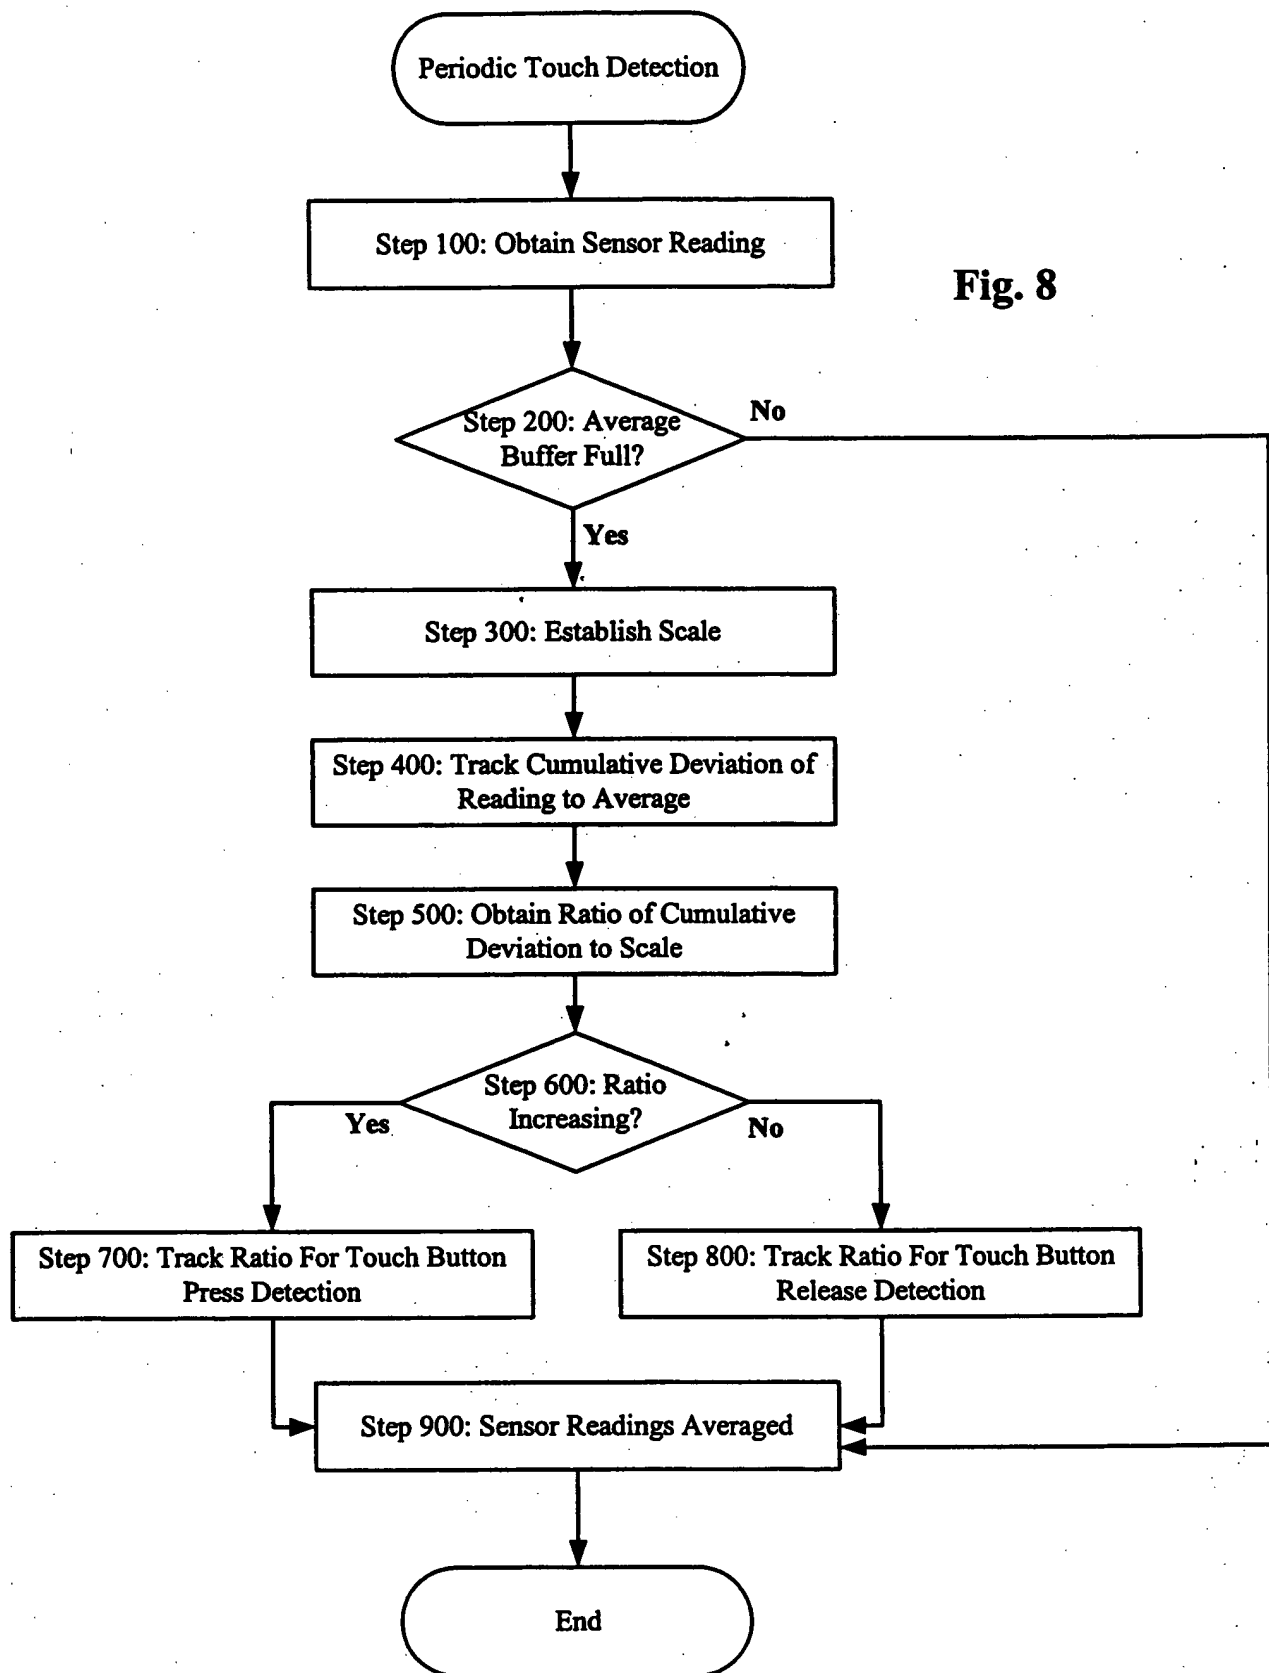 Periodic Touch Detection
Step 100: Obtain Sensor Reading
Fig. 8
Step 200: Average
Buffer Full?
No
Yes
Step 300: Establish Scale
Step 400: Track Cumulative Deviation of
Reading to Average
Step 500: Obtain Ratio of Cumulative
Deviation to Scale
Step 600: Ratio
Increasing?
Yes
No
Step 700: Track Ratio For Touch Button
Press Detection
Step 800: Track Ratio For Touch Button
Release Detection
Step 900: Sensor Readings Averaged
End